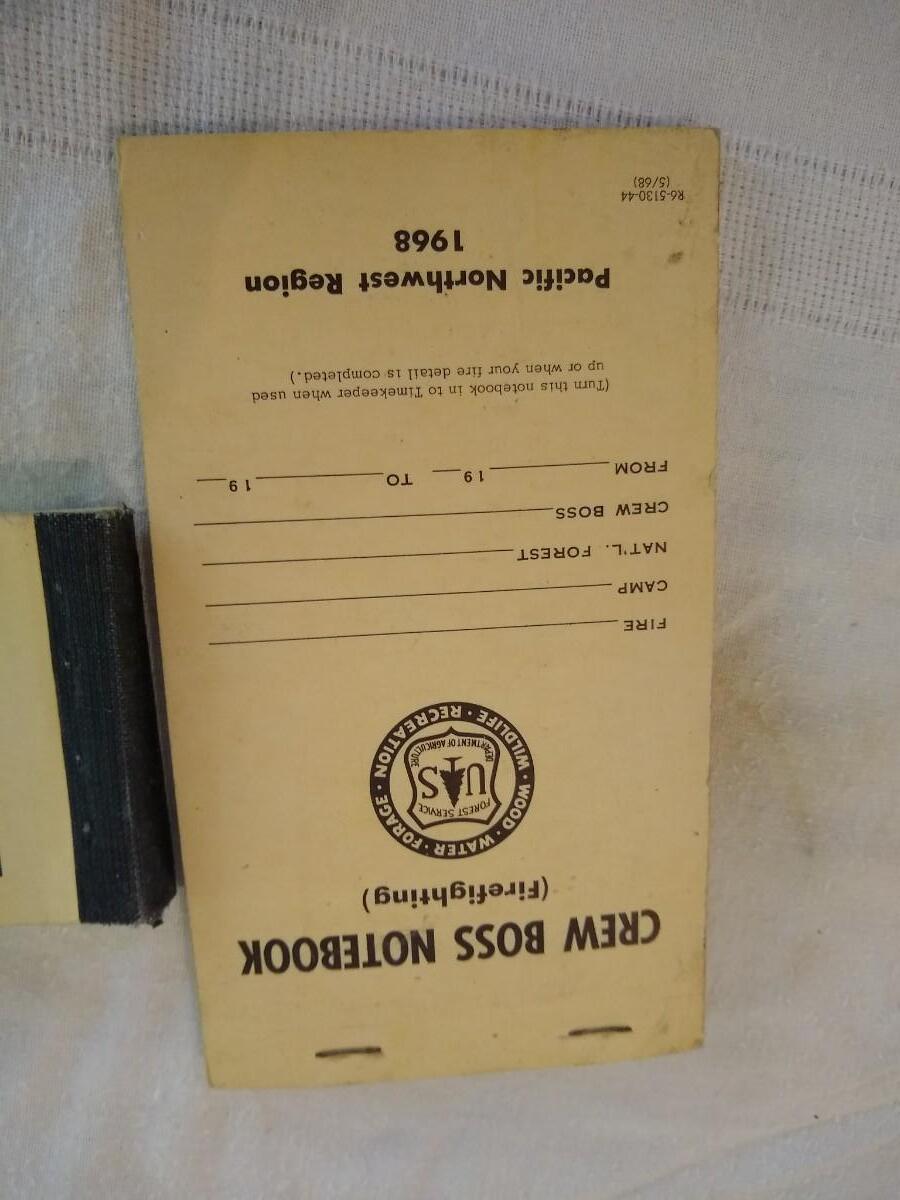 CREW BOSS NOTEBOOK
(Firefighting)
WILDLIFE · WOOD · WATER · FORAGE · RECREATION ·
FOREST SERVICE
U S
DEPARTMENT OF AGRICULTURE
FIRE
CAMP
NAT'L. FOREST
CREW BOSS
FROM 19 TO 19
(Turn this notebook in to Timekeeper when used
up or when your fire detail is completed.)
Pacific Northwest Region
1968
R6-5130-44
(5/68)